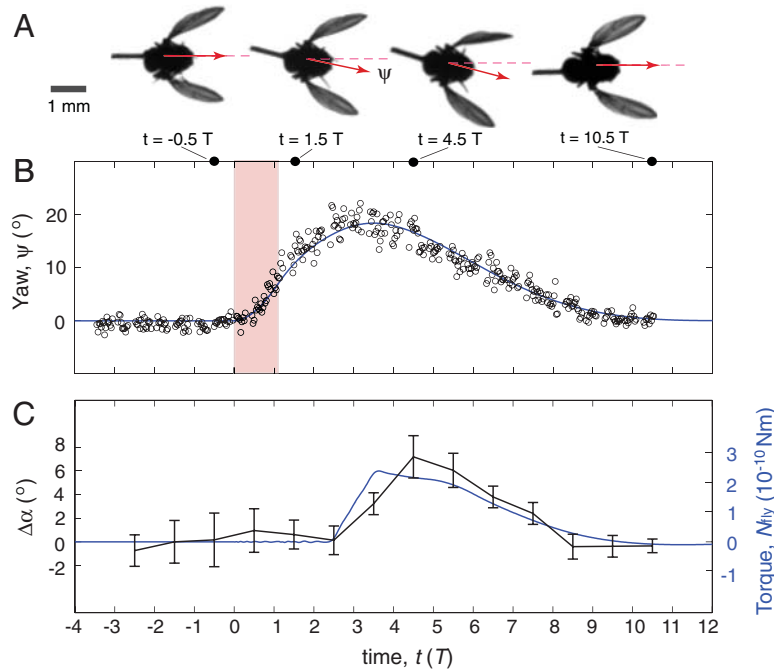 A
ψ
1 mm
t = -0.5 T
t = 1.5 T
t = 4.5 T
t = 10.5 T
B
Yaw, ψ (°)
20
10
0
C
Δα (°)
8
6
4
2
0
-2
3
2
1
0
-1
Torque, Nfly (10-10 Nm)
-4 -3 -2 -1 0 1 2 3 4 5 6 7 8 9 10 11 12
time, t (T)